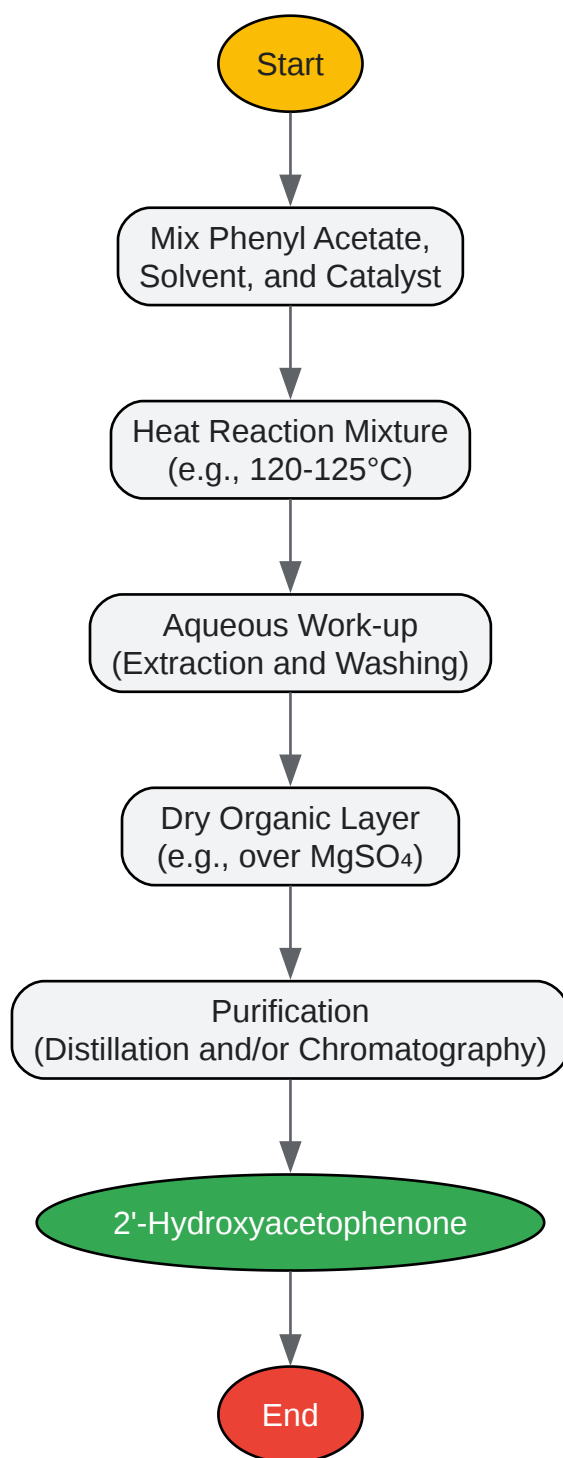 Start
Mix Phenyl Acetate,
Solvent, and Catalyst
Heat Reaction Mixture
(e.g., 120-125°C)
Aqueous Work-up
(Extraction and Washing)
Dry Organic Layer
(e.g., over MgSO₄)
Purification
(Distillation and/or Chromatography)
2'-Hydroxyacetophenone
End